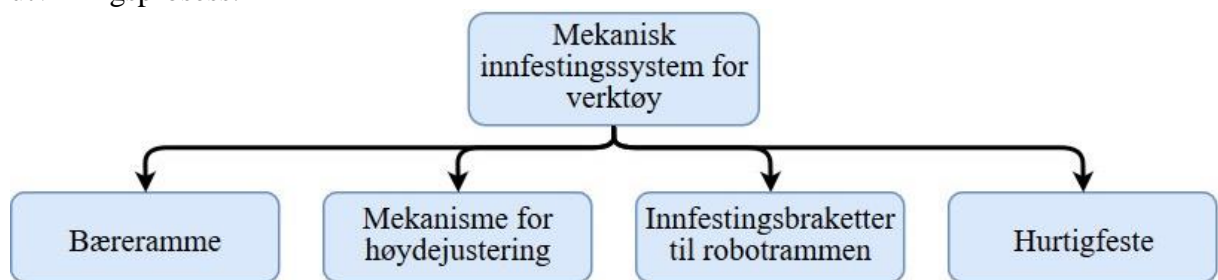 Mekanisk
innfestingssystem for
verktøy
Bæreramme
Mekanisme for
høydejustering
Innfestingsbraketter
til robotrammen
Hurtigfeste